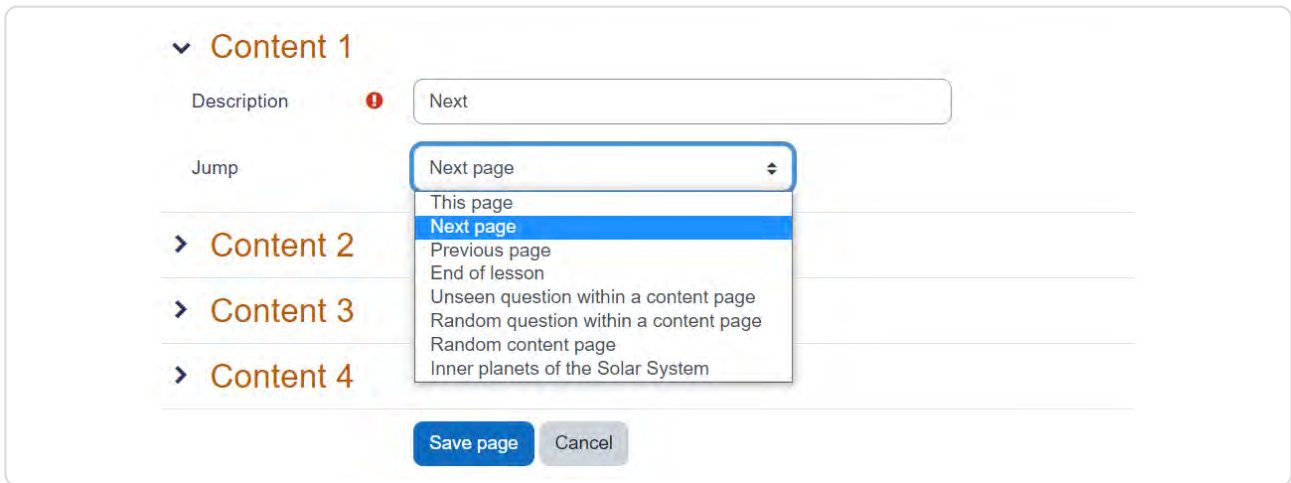 Content 1
Description Next
Jump Next page
This page
Next page
Content 2 Previous page
End of lesson
Unseen question within a content page
Content 3 Random question within a content page
Random content page
Content 4 Inner planets of the Solar System
Save page Cancel